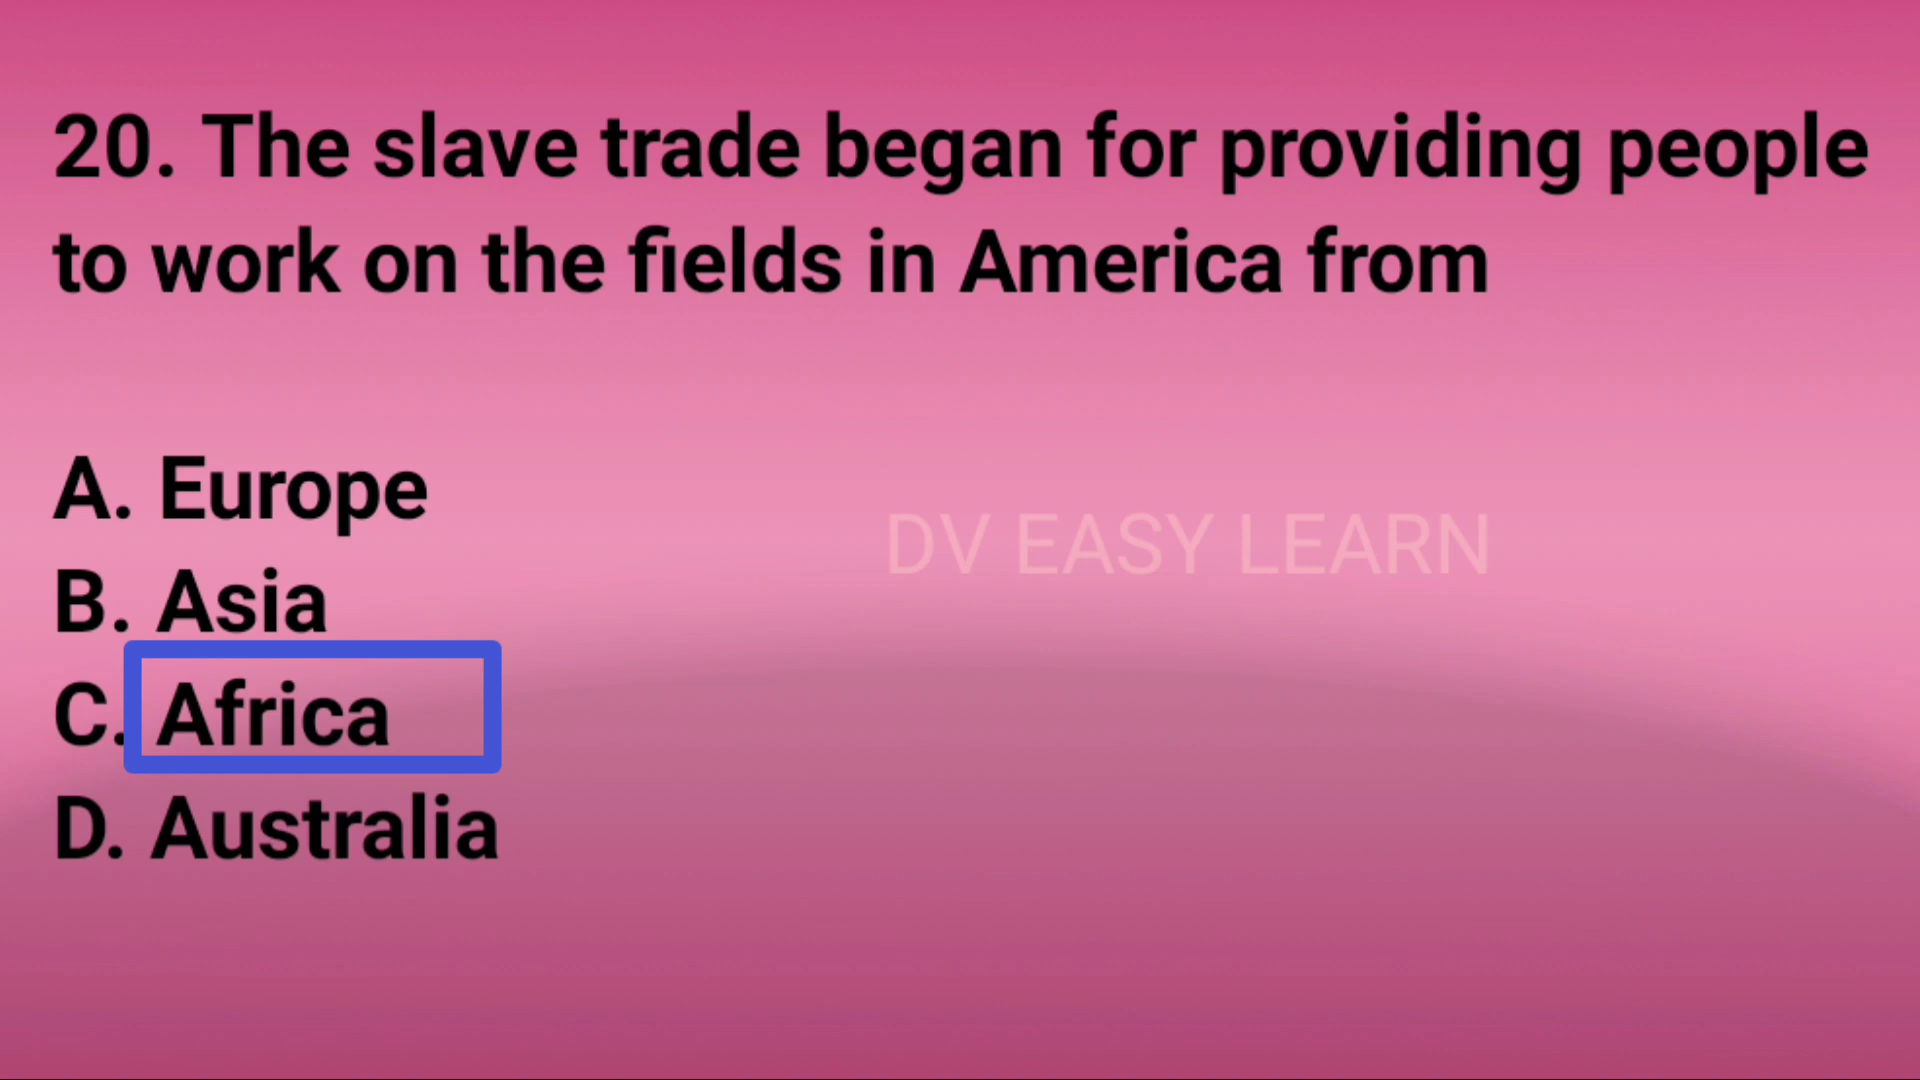 20. The slave trade began for providing people
to work on the fields in America from
A. Europe
DV EASY LEARN
B. Asia
C. Africa
D. Australia